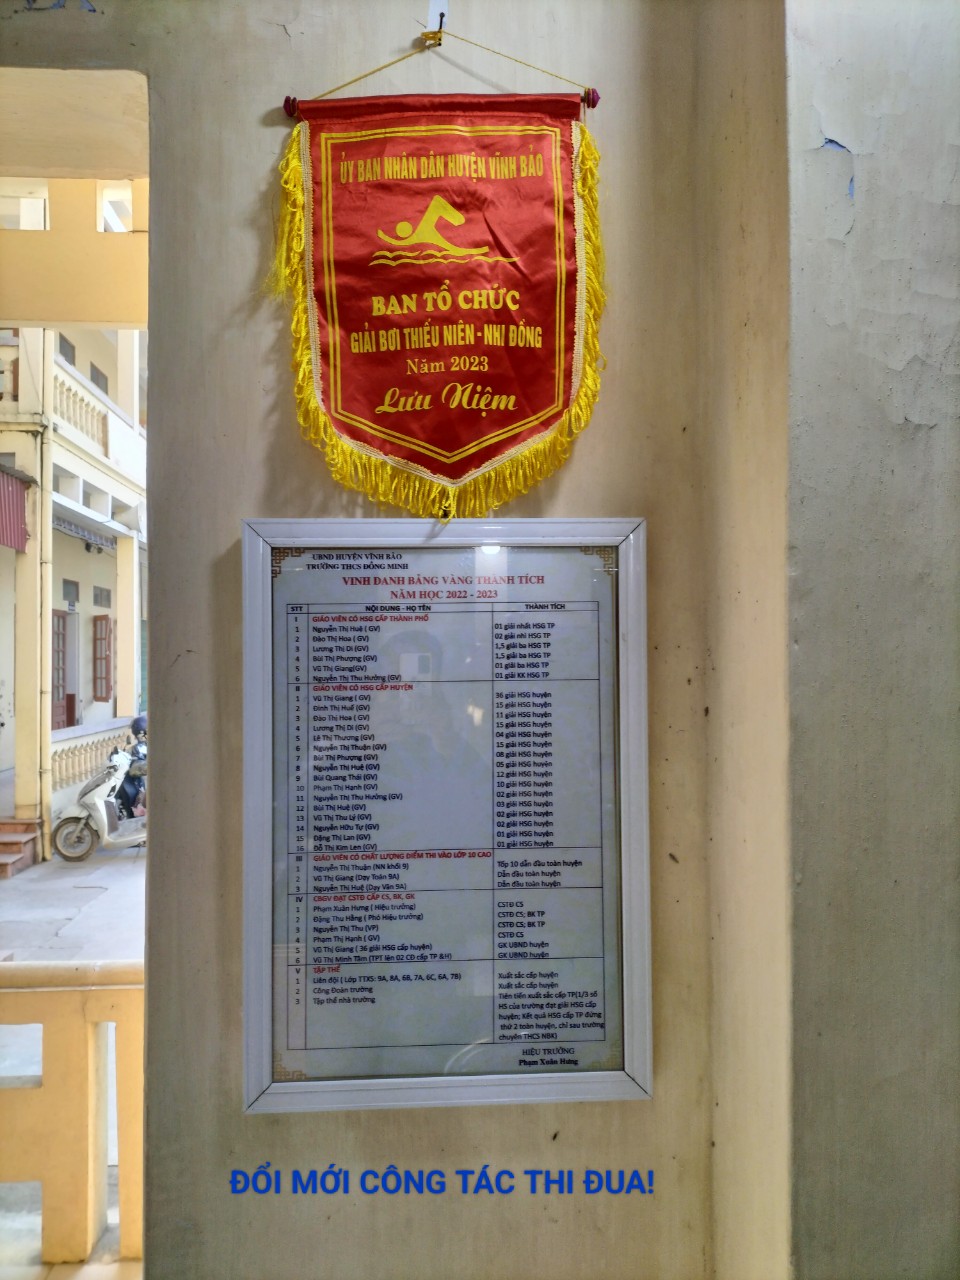 ỦY BAN NHÂN DÂN HUYỆN VĨNH BẢO
BAN TỔ CHỨC
GIẢI BƠI THIẾU NIÊN - NHI ĐỒNG
Năm 2023
Lưu Niệm
UBND HUYỆN VĨNH BẢO
TRƯỜNG THCS ĐỒNG MINH
VINH DANH BẢNG VÀNG THÀNH TÍCH
NĂM HỌC 2022 - 2023
STT NỘI DUNG - HỌ TÊN THÀNH TÍCH
I GIÁO VIÊN CÓ HSG CẤP THÀNH PHỐ
1 Nguyễn Thị Huệ ( GV) 01 giải nhất HSG TP
2 Đào Thị Hoa ( GV) 02 giải nhì HSG TP
3 Lương Thị Di (GV) 1,5 giải ba HSG TP
4 Bùi Thị Phượng (GV) 1,5 giải ba HSG TP
5 Vũ Thị Giang(GV) 01 giải ba HSG TP
6 Nguyễn Thị Thu Hường (GV) 01 giải KK HSG TP
II GIÁO VIÊN CÓ HSG CẤP HUYỆN
1 Vũ Thị Giang ( GV) 36 giải HSG huyện
2 Đinh Thị Huế (GV) 15 giải HSG huyện
3 Đào Thị Hoa ( GV) 11 giải HSG huyện
4 Lương Thị Di (GV) 15 giải HSG huyện
5 Lê Thị Thương (GV) 04 giải HSG huyện
6 Nguyễn Thị Thuận (GV) 15 giải HSG huyện
7 Bùi Thị Phượng (GV) 08 giải HSG huyện
8 Nguyễn Thị Huệ (GV) 05 giải HSG huyện
9 Bùi Quang Thái (GV) 12 giải HSG huyện
10 Phạm Thị Hạnh (GV) 10 giải HSG huyện
11 Nguyễn Thị Thu Hường (GV) 02 giải HSG huyện
12 Bùi Thị Huệ (GV) 03 giải HSG huyện
13 Vũ Thị Thu Lý (GV) 02 giải HSG huyện
14 Nguyễn Hữu Tự (GV) 02 giải HSG huyện
15 Đặng Thị Lan (GV) 01 giải HSG huyện
16 Đỗ Thị Kim Len (GV) 01 giải HSG huyện
III GIÁO VIÊN CÓ CHẤT LƯỢNG ĐIỂM THI VÀO LỚP 10 CAO
1 Nguyễn Thị Thuận (NN khối 9) Tốp 10 dẫn đầu toàn huyện
2 Vũ Thị Giang (Dạy Toán 9A) Dẫn đầu toàn huyện
3 Nguyễn Thị Huệ (Dạy Văn 9A) Dẫn đầu toàn huyện
IV CBGV ĐẠT CSTĐ CẤP CS, BK, GK
1 Phạm Xuân Hưng ( Hiệu trưởng) CSTĐ CS
2 Đặng Thu Hằng ( Phó Hiệu trưởng) CSTĐ CS; BK TP
3 Nguyễn Thị Thu (VP) CSTĐ CS; BK TP
4 Phạm Thị Hạnh ( GV) CSTĐ CS
5 Vũ Thị Giang ( 36 giải HSG cấp huyện) GK UBND huyện
6 Vũ Thị Minh Tâm (TPT lên 02 CĐ cấp TP &H) GK UBND huyện
V TẬP THỂ
1 Liên đội ( Lớp TTXS: 9A, 8A, 6B, 7A, 6C, 6A, 7B) Xuất sắc cấp huyện
2 Công Đoàn trường Xuất sắc cấp huyện
3 Tập thể nhà trường Tiên tiến xuất sắc cấp TP(1/3 số
HS của trường đạt giải HSG cấp
huyện; Kết quả HSG cấp TP đứng
thứ 2 toàn huyện, chỉ sau trường
chuyên THCS NBK)
HIỆU TRƯỞNG
Phạm Xuân Hưng
ĐỔI MỚI CÔNG TÁC THI ĐUA!